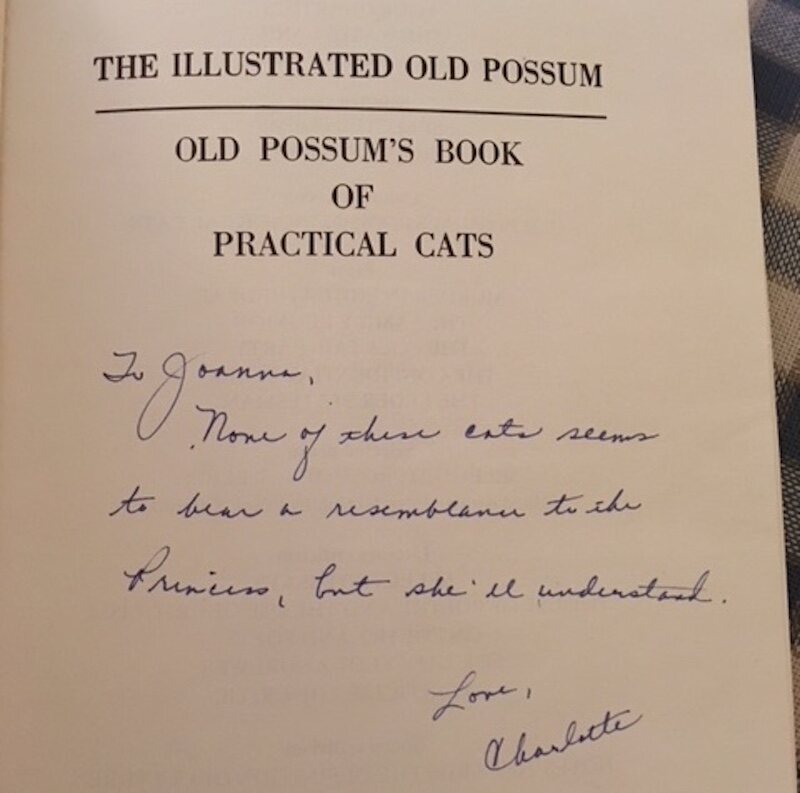 THE ILLUSTRATED OLD POSSUM
OLD POSSUM'S BOOK
OF
PRACTICAL CATS
To Joanna,
None of these cats seems
to bear a resemblance to the
Princess, but she'll understand.
Love,
Charlotte